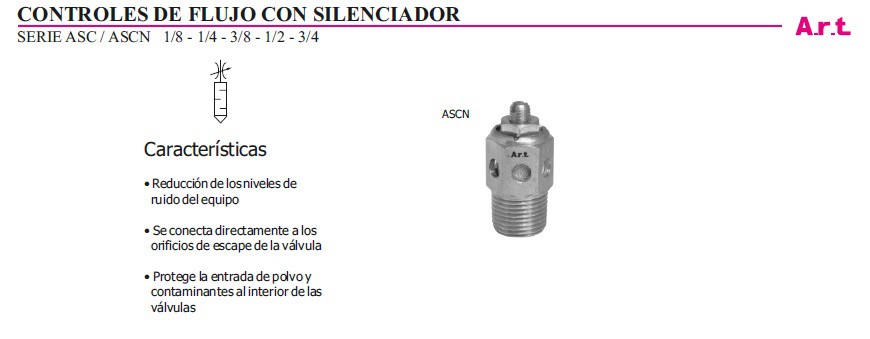 CONTROLES DE FLUJO CON SILENCIADOR
A.r.t.
SERIE ASC / ASCN 1/8 - 1/4 - 3/8 - 1/2 - 3/4
ASCN
A.r.t.
Características
• Reducción de los niveles de
ruido del equipo
• Se conecta directamente a los
orificios de escape de la válvula
• Protege la entrada de polvo y
contaminantes al interior de las
válvulas